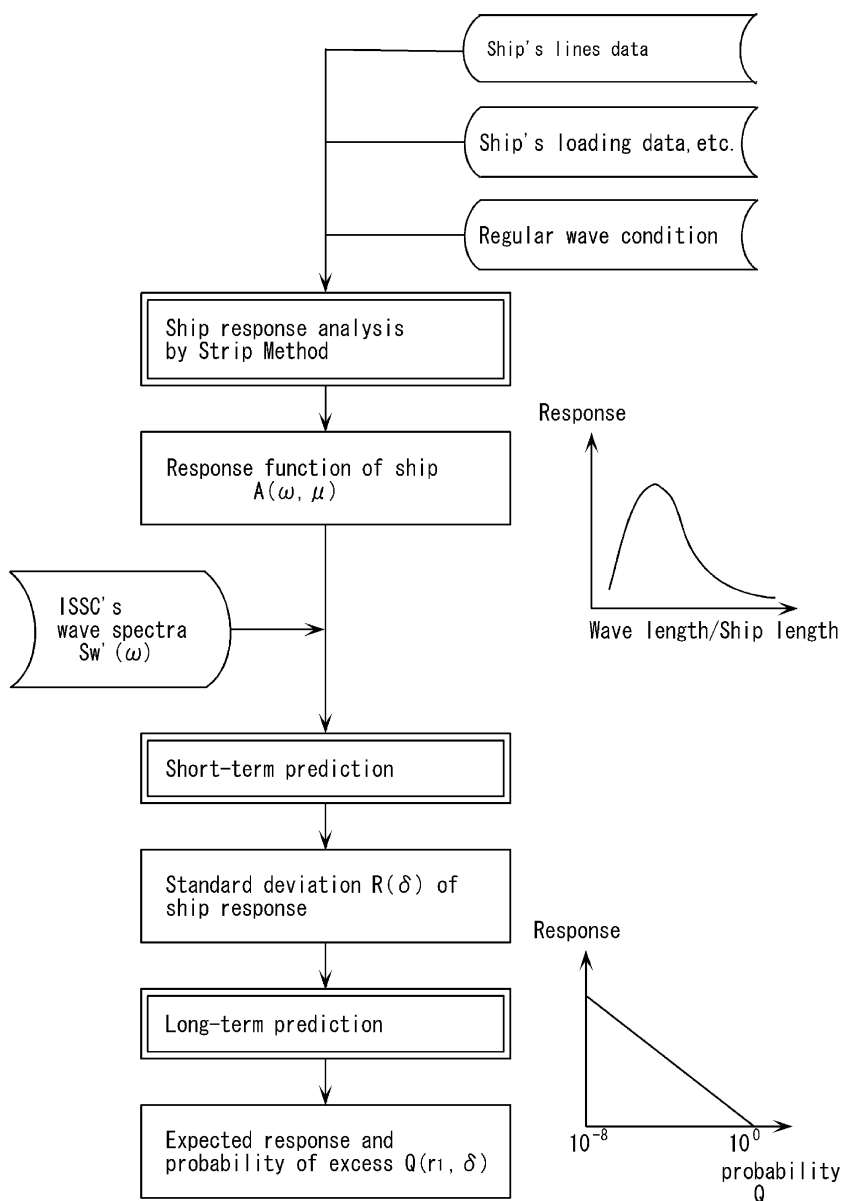 Ship's lines data
Ship's loading data, etc.
Regular wave condition
Ship response analysis
by Strip Method
Response function of ship
A(ω, μ)
Response
Wave length/Ship length
ISSC's
wave spectra
Sw'(ω)
Short-term prediction
Standard deviation R(δ) of
ship response
Long-term prediction
Expected response and
probability of excess Q(r₁, δ)
Response
10⁻⁸ 10⁰
probability
Q